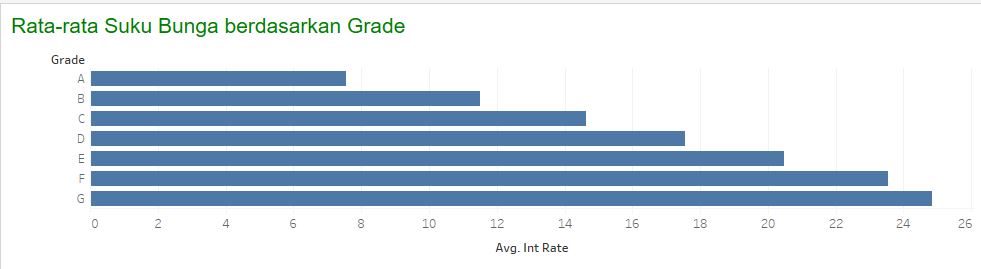 Rata-rata Suku Bunga berdasarkan Grade
Grade
A
B
C
D
E
F
G
0 2 4 6 8 10 12 14 16 18 20 22 24 26
Avg. Int Rate